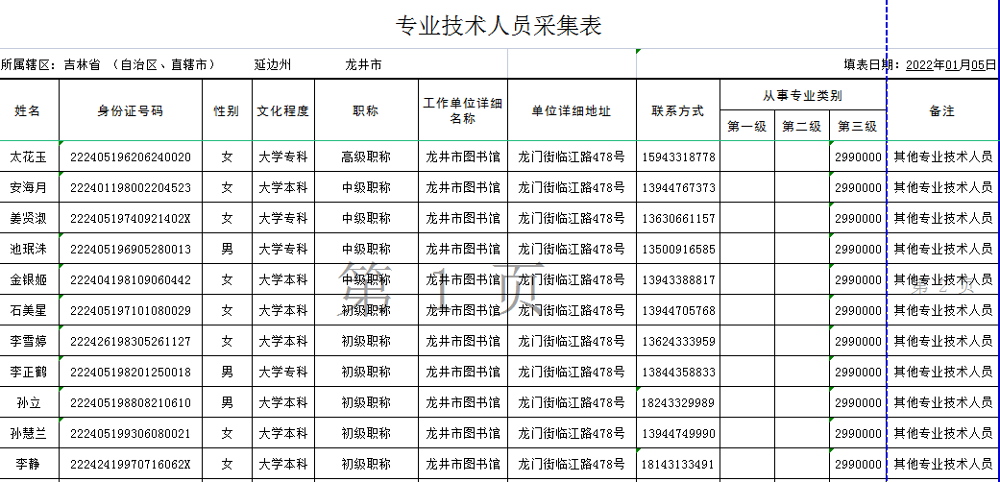 专业技术人员采集表
所属辖区：吉林省 （自治区、直辖市） 延边州 龙井市 填表日期：2022年01月05日
姓名 身份证号码 性别 文化程度 职称 工作单位详细名称 单位详细地址 联系方式 从事专业类别 备注
第一级 第二级 第三级
太花玉 222405196206240020 女 大学专科 高级职称 龙井市图书馆 龙门街临江路478号 15943318778 2990000 其他专业技术人员
安海月 222401198002204523 女 大学本科 中级职称 龙井市图书馆 龙门街临江路478号 13944767373 2990000 其他专业技术人员
姜贤淑 22240519740921402X 女 大学本科 中级职称 龙井市图书馆 龙门街临江路478号 13630661157 2990000 其他专业技术人员
池珉洙 222405196905280013 男 大学专科 中级职称 龙井市图书馆 龙门街临江路478号 13500916585 2990000 其他专业技术人员
金银姬 222404198109060442 女 大学本科 中级职称 龙井市图书馆 龙门街临江路478号 13943388817 2990000 其他专业技术人员
石美星 222405197101080029 女 大学本科 初级职称 龙井市图书馆 龙门街临江路478号 13944705768 2990000 其他专业技术人员
李雪婷 222426198305261127 女 大学本科 初级职称 龙井市图书馆 龙门街临江路478号 13624333959 2990000 其他专业技术人员
李正鹤 222405198201250018 男 大学专科 初级职称 龙井市图书馆 龙门街临江路478号 13844358833 2990000 其他专业技术人员
孙立 222405198808210610 男 大学本科 初级职称 龙井市图书馆 龙门街临江路478号 18243329989 2990000 其他专业技术人员
孙慧兰 222405199306080021 女 大学本科 初级职称 龙井市图书馆 龙门街临江路478号 13944749990 2990000 其他专业技术人员
李静 22242419970716062X 女 大学本科 初级职称 龙井市图书馆 龙门街临江路478号 18143133491 2990000 其他专业技术人员
第 1 页
第 2 页